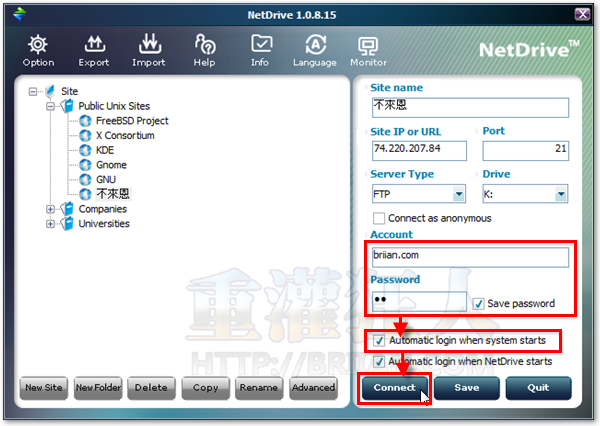 NetDrive 1.0.8.15
Option Export Import Help Info Language Monitor
NetDrive™
Site
Public Unix Sites
FreeBSD Project
X Consortium
KDE
Gnome
GNU
不來恩
Companies
Universities
Site name
不來恩
Site IP or URL Port
74.220.207.84 21
Server Type Drive
FTP K:
Connect as anonymous
Account
briian.com
Password
●● Save password
Automatic login when system starts
Automatic login when NetDrive starts
重灌狂人
New Site New Folder Delete Copy Rename Advanced Connect Save Quit